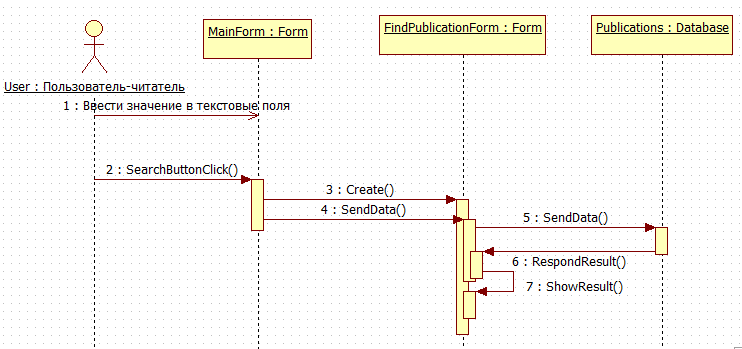 MainForm : Form
FindPublicationForm : Form
Publications : Database
User : Пользователь-читатель
1 : Ввести значение в текстовые поля
2 : SearchButtonClick()
3 : Create()
4 : SendData()
5 : SendData()
6 : RespondResult()
7 : ShowResult()